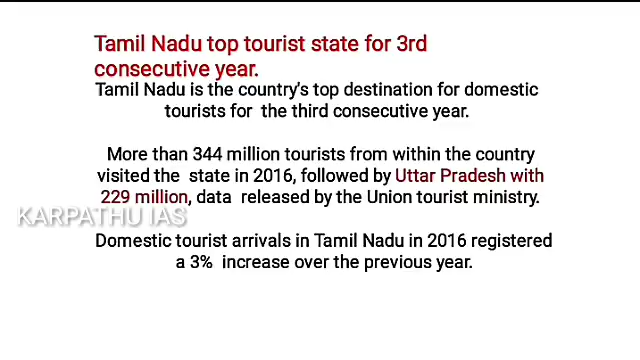 Tamil Nadu top tourist state for 3rd
consecutive year.
Tamil Nadu is the country's top destination for domestic
tourists for the third consecutive year.
More than 344 million tourists from within the country
visited the state in 2016, followed by Uttar Pradesh with
229 million, data released by the Union tourist ministry.
KARPATHU IAS
Domestic tourist arrivals in Tamil Nadu in 2016 registered
a 3% increase over the previous year.